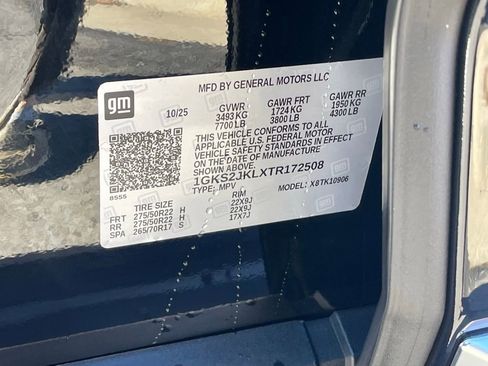 MFD BY GENERAL MOTORS LLC
gm
10/25
GVWR GAWR FRT GAWR RR
3493 KG 1724 KG 1950 KG
7700 LB 3800 LB 4300 LB
THIS VEHICLE CONFORMS TO ALL
APPLICABLE U.S. FEDERAL MOTOR
VEHICLE SAFETY STANDARDS IN EFFECT
ON THE DATE OF MANUFACTURE
SHOWN ABOVE.
1GKS2JKLXTR172508
8555
TYPE: MPV MODEL: X8TK10906
TIRE SIZE RIM
FRT 275/50R22 H 22X9J
RR 275/50R22 H 22X9J
SPA 265/70R17 S 17X7J